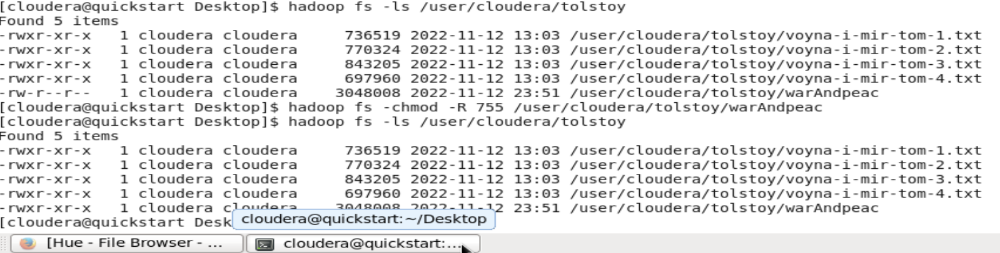 [cloudera@quickstart Desktop]$ hadoop fs -ls /user/cloudera/tolstoy
Found 5 items
-rwxr-xr-x   1 cloudera cloudera     736519 2022-11-12 13:03 /user/cloudera/tolstoy/voyna-i-mir-tom-1.txt
-rwxr-xr-x   1 cloudera cloudera     770324 2022-11-12 13:03 /user/cloudera/tolstoy/voyna-i-mir-tom-2.txt
-rwxr-xr-x   1 cloudera cloudera     843205 2022-11-12 13:03 /user/cloudera/tolstoy/voyna-i-mir-tom-3.txt
-rwxr-xr-x   1 cloudera cloudera     697960 2022-11-12 13:03 /user/cloudera/tolstoy/voyna-i-mir-tom-4.txt
-rw-r--r--   1 cloudera cloudera    3048008 2022-11-12 23:51 /user/cloudera/tolstoy/warAndpeac
[cloudera@quickstart Desktop]$ hadoop fs -chmod -R 755 /user/cloudera/tolstoy/warAndpeac
[cloudera@quickstart Desktop]$ hadoop fs -ls /user/cloudera/tolstoy
Found 5 items
-rwxr-xr-x   1 cloudera cloudera     736519 2022-11-12 13:03 /user/cloudera/tolstoy/voyna-i-mir-tom-1.txt
-rwxr-xr-x   1 cloudera cloudera     770324 2022-11-12 13:03 /user/cloudera/tolstoy/voyna-i-mir-tom-2.txt
-rwxr-xr-x   1 cloudera cloudera     843205 2022-11-12 13:03 /user/cloudera/tolstoy/voyna-i-mir-tom-3.txt
-rwxr-xr-x   1 cloudera cloudera     697960 2022-11-12 13:03 /user/cloudera/tolstoy/voyna-i-mir-tom-4.txt
-rwxr-xr-x   1 cloudera cloudera    3048008 2022-11-12 23:51 /user/cloudera/tolstoy/warAndpeac
[cloudera@quickstart Desk
cloudera@quickstart:~/Desktop
[Hue - File Browser - ...
cloudera@quickstart:...